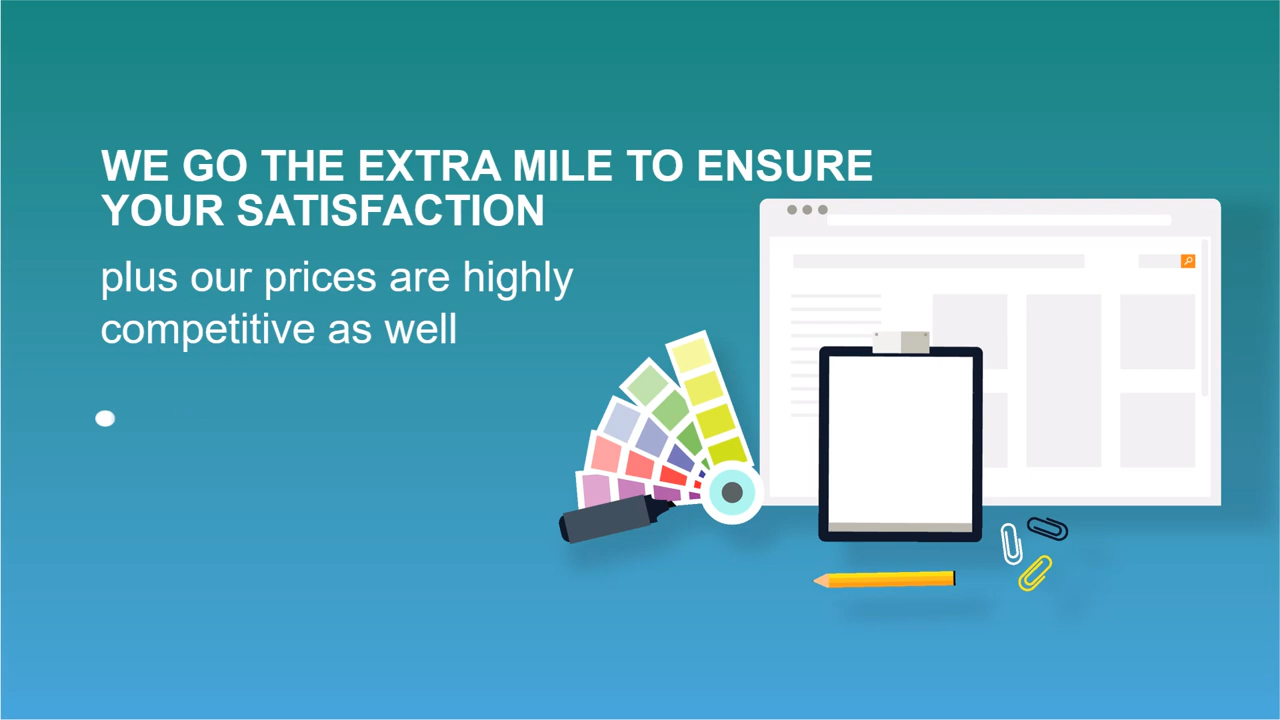 WE GO THE EXTRA MILE TO ENSURE
YOUR SATISFACTION
plus our prices are highly
competitive as well